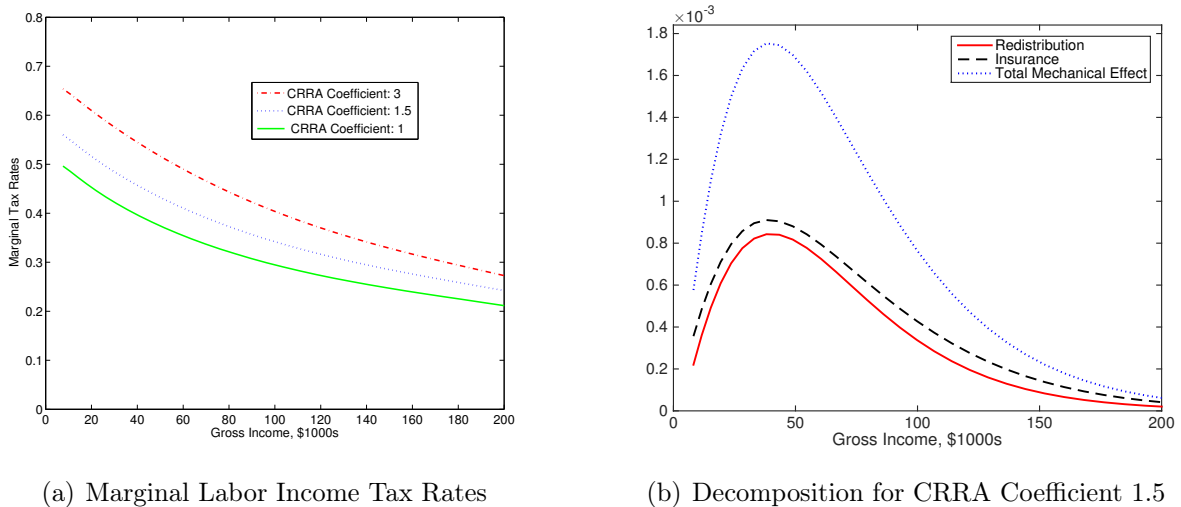 0.8
0.7
0.6
0.5
0.4
0.3
0.2
0.1
0
Marginal Tax Rates
CRRA Coefficient: 3
CRRA Coefficient: 1.5
CRRA Coefficient: 1
0 20 40 60 80 100 120 140 160 180 200
Gross Income, $1000s
(a) Marginal Labor Income Tax Rates
×10⁻³
1.8
1.6
1.4
1.2
1
0.8
0.6
0.4
0.2
0
Redistribution
Insurance
Total Mechanical Effect
0 50 100 150 200
Gross Income, $1000s
(b) Decomposition for CRRA Coefficient 1.5